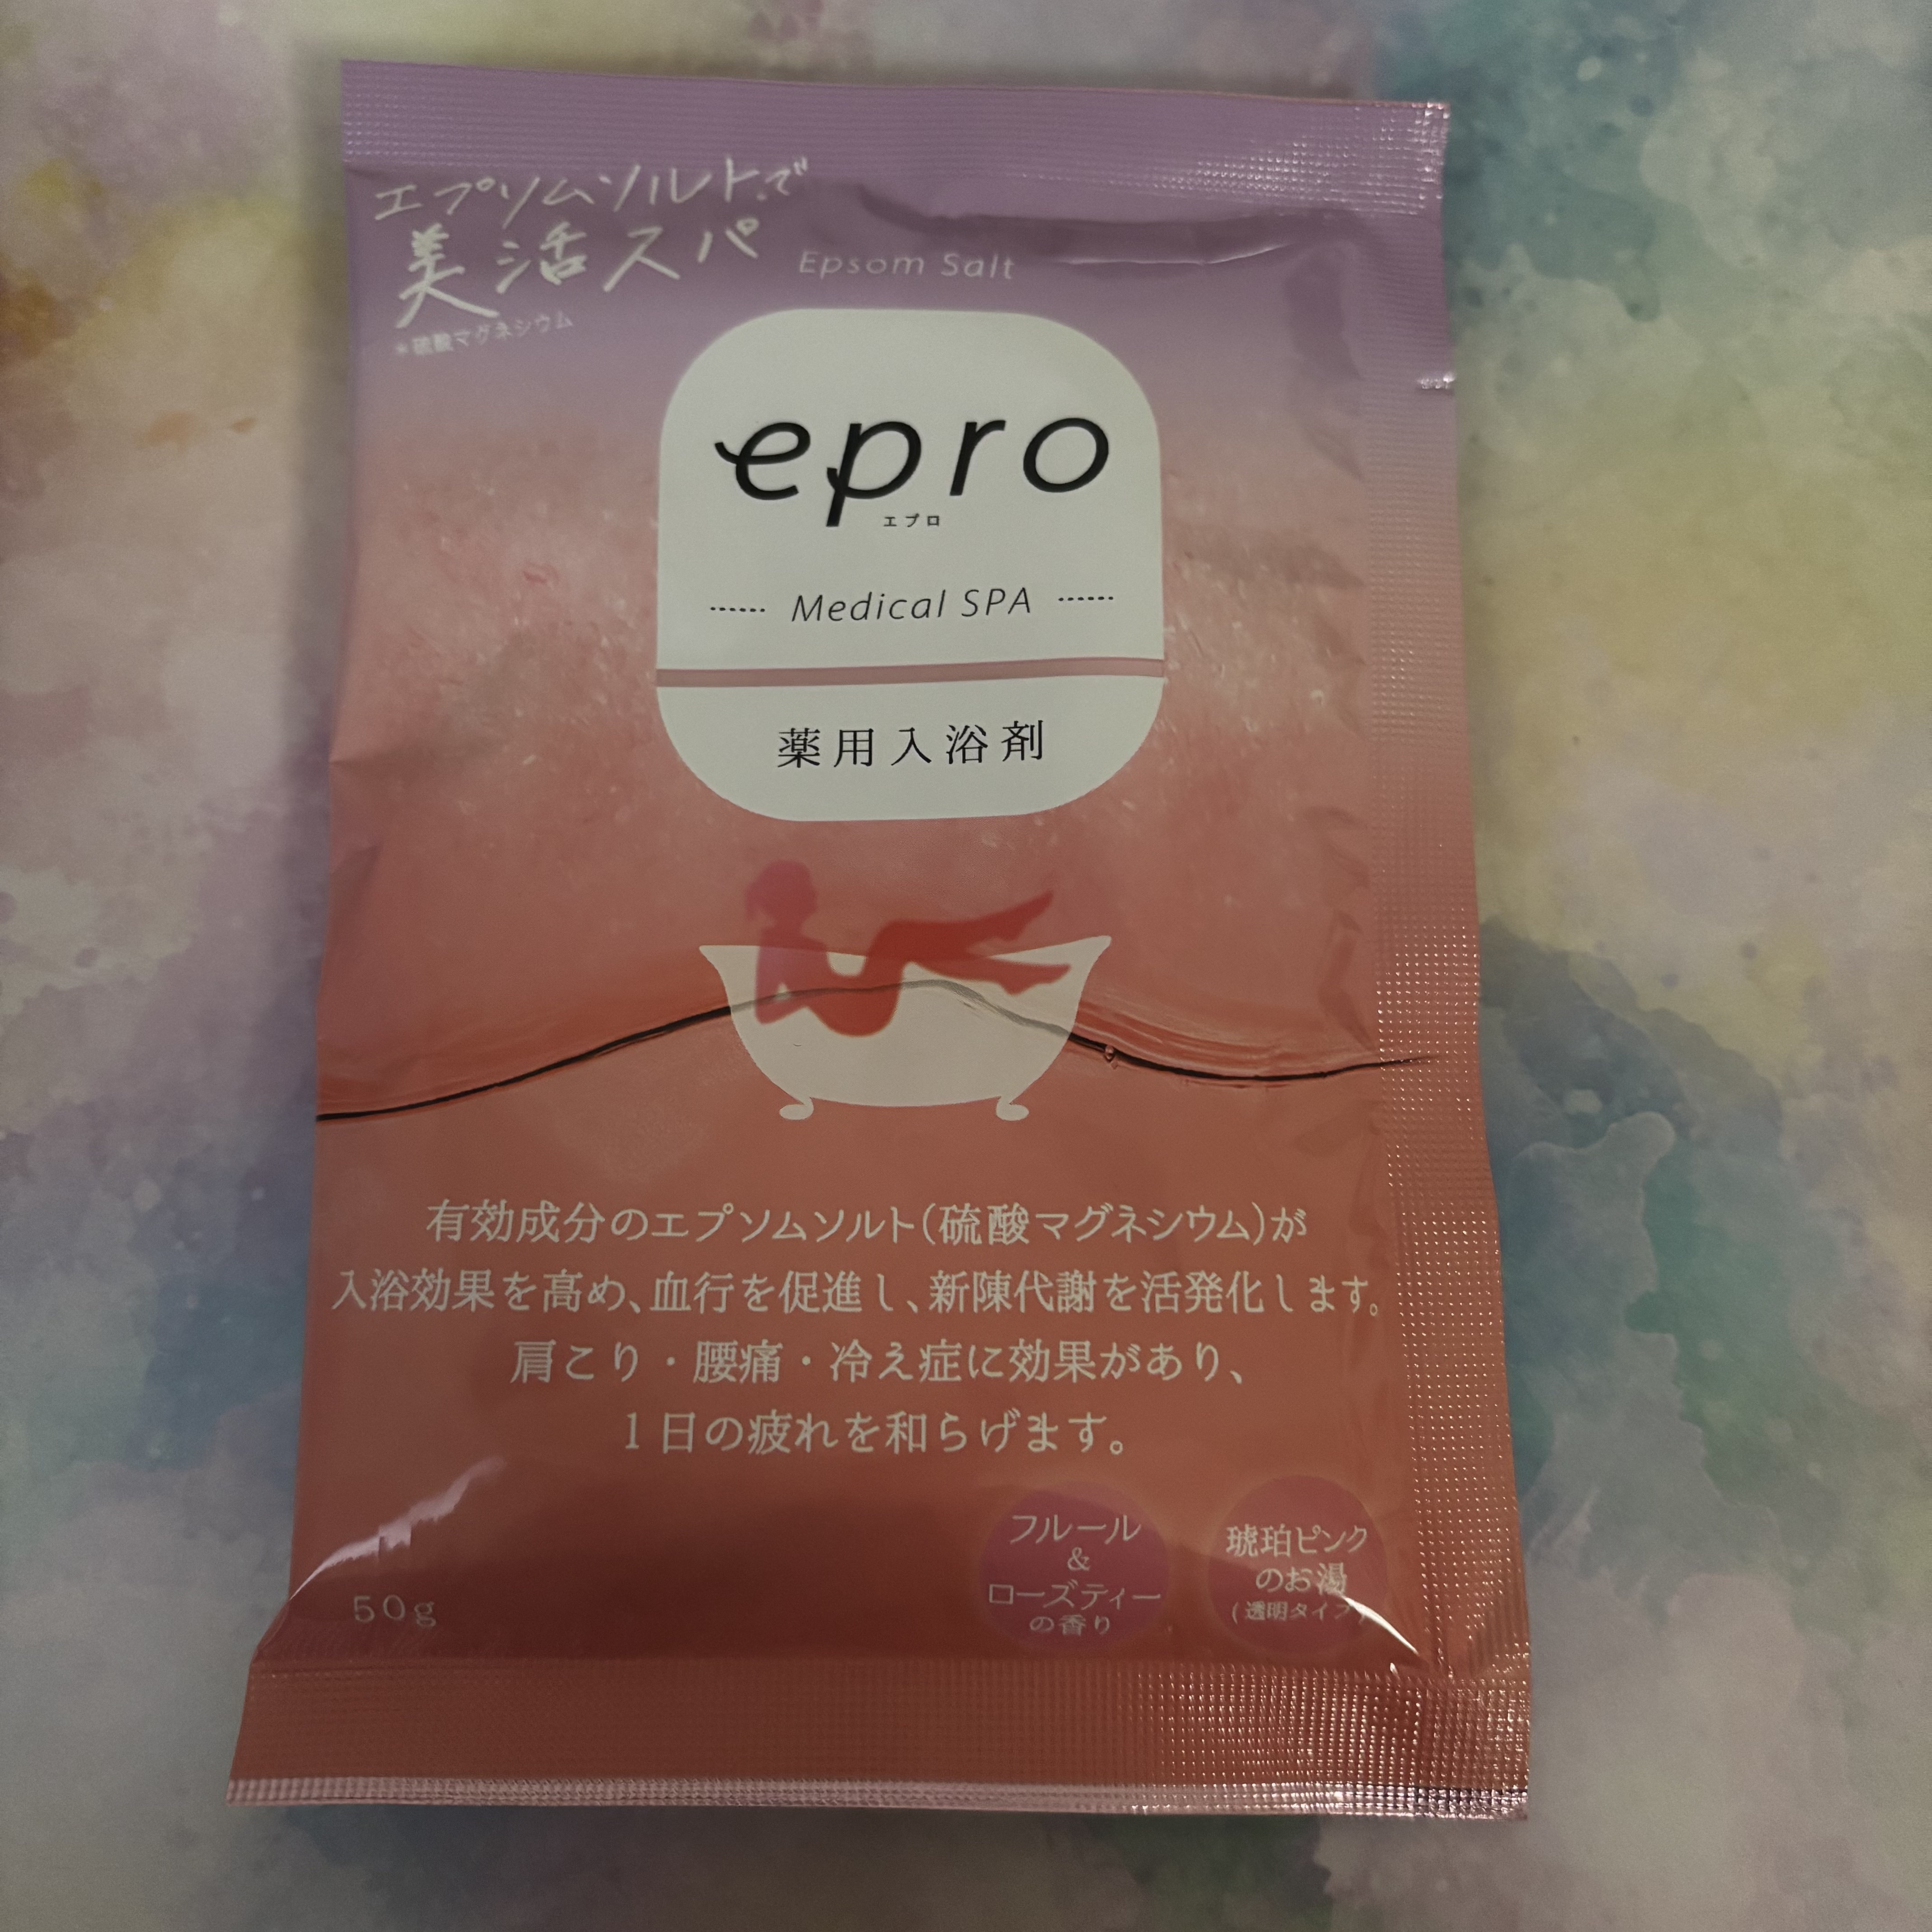 エプソムソルトで
美活スパ
*硫酸マグネシウム
Epsom Salt
epro
エプロ
Medical SPA
薬用入浴剤
有効成分のエプソムソルト(硫酸マグネシウム)が
入浴効果を高め、血行を促進し、新陳代謝を活発化します。
肩こり・腰痛・冷え症に効果があり、
1日の疲れを和らげます。
フルール
&
ローズティー
の香り
琥珀ピンク
のお湯
(透明タイプ)
50g